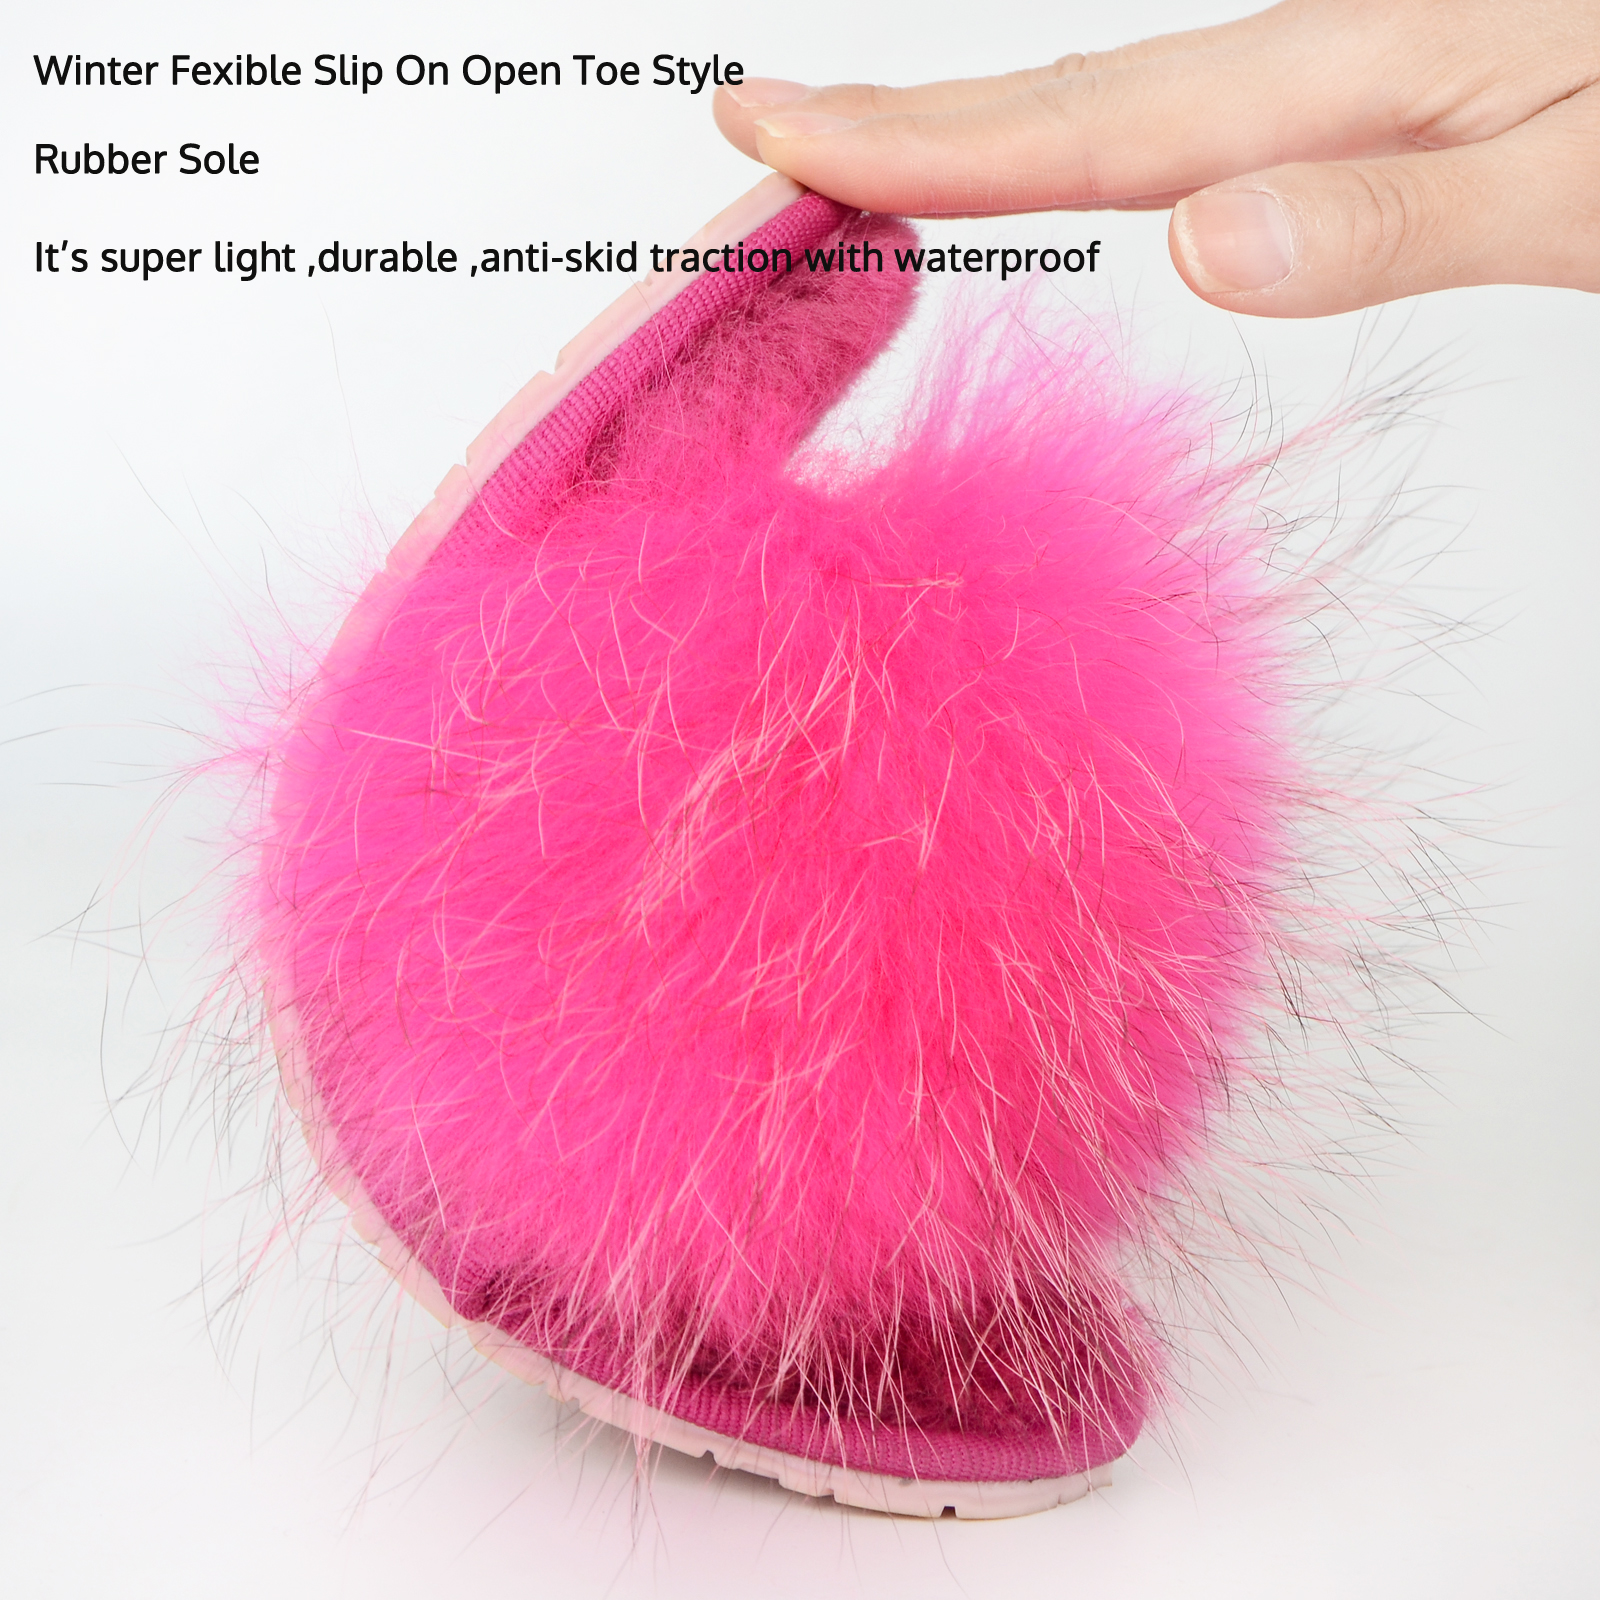 Winter Fexible Slip On Open Toe Style
Rubber Sole
It's super light ,durable ,anti-skid traction with waterproof